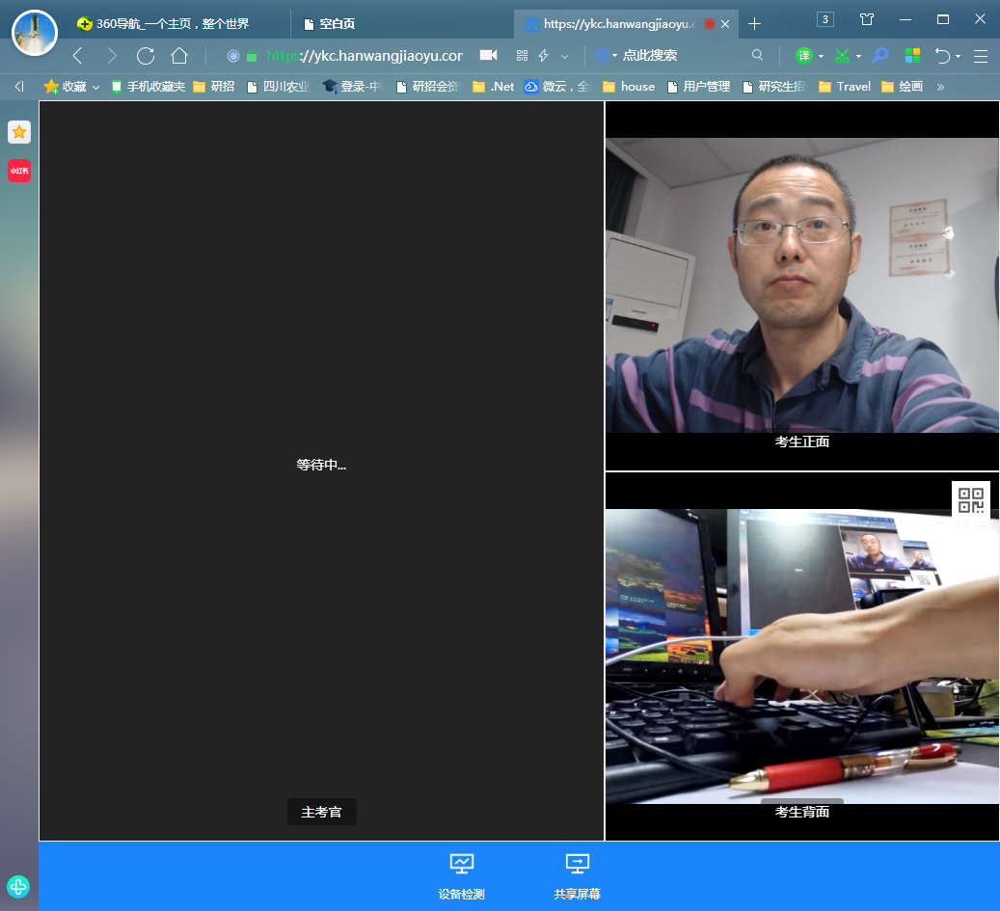 360导航_一个主页，整个世界
空白页
https://ykc.hanwangjiaoyu.c
3
https://ykc.hanwangjiaoyu.com
点此搜索
译
收藏
手机收藏夹
研招
四川农业
登录-中
研招会资
.Net
微云，全
house
用户管理
研究生招
Travel
绘画
小红书
等待中...
主考官
考生正面
考生背面
设备检测
共享屏幕